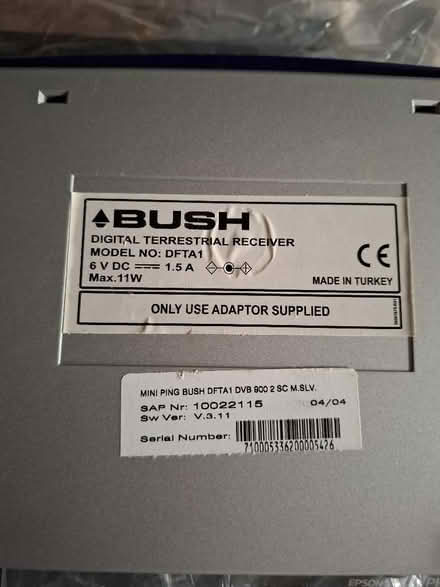 BUSH
DIGITAL TERRESTRIAL RECEIVER
MODEL NO: DFTA1
6 V DC 1.5 A
Max.11W
CE
MADE IN TURKEY
ONLY USE ADAPTOR SUPPLIED
MINI PING BUSH DFTA1 DVB 900 2 SC M.SLV.
SAP Nr: 10022115 04/04
Sw Ver: V.3.11
Serial Number:
710005336200005426